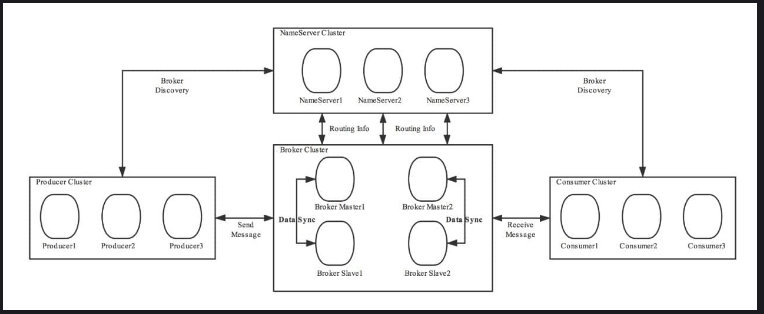 NameServer Cluster
NameServer1
NameServer2
NameServer3
Broker
Discovery
Broker
Discovery
Routing Info
Routing Info
Broker Cluster
Broker Master1
Broker Master2
Data Sync
Data Sync
Broker Slave1
Broker Slave2
Producer Cluster
Producer1
Producer2
Producer3
Send
Message
Receive
Message
Consumer Cluster
Consumer1
Consumer2
Consumer3